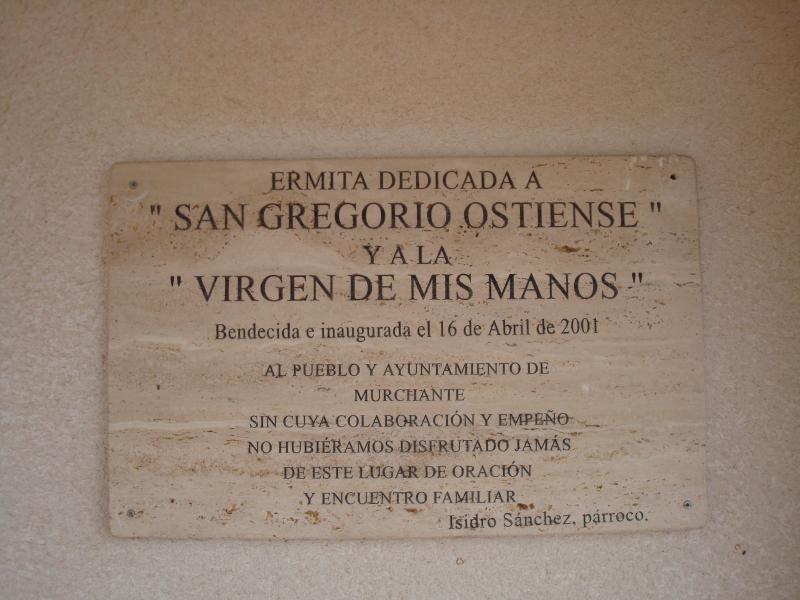 ERMITA DEDICADA A
" SAN GREGORIO OSTIENSE "
Y A LA
" VIRGEN DE MIS MANOS "
Bendecida e inaugurada el 16 de Abril de 2001
AL PUEBLO Y AYUNTAMIENTO DE
MURCHANTE
SIN CUYA COLABORACIÓN Y EMPEÑO
NO HUBIÉRAMOS DISFRUTADO JAMÁS
DE ESTE LUGAR DE ORACIÓN
Y ENCUENTRO FAMILIAR
Isidro Sánchez, párroco.